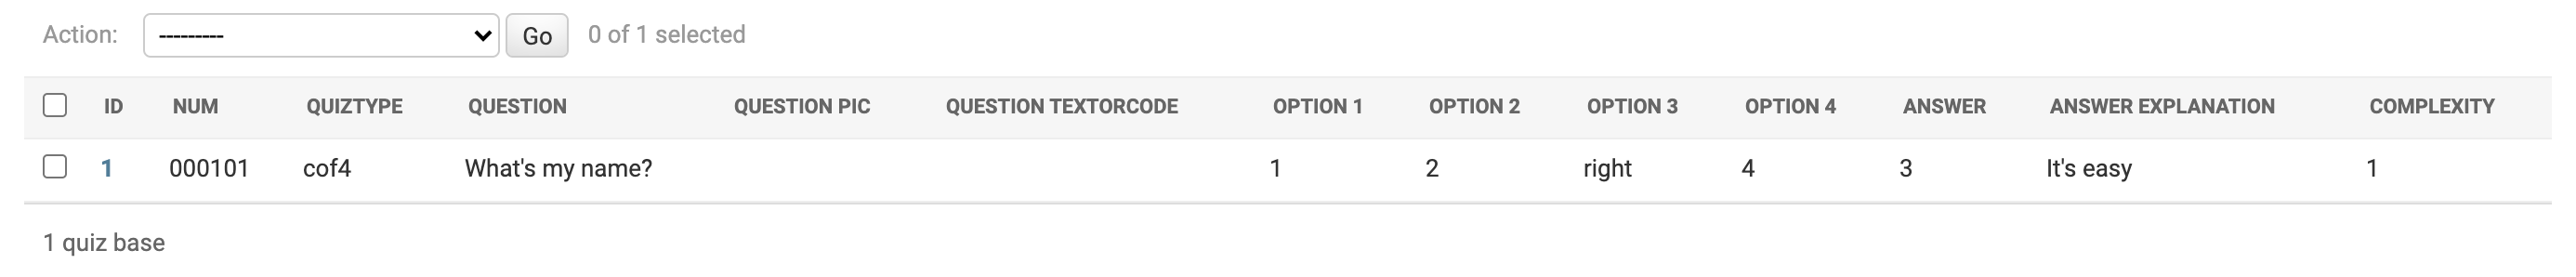 Action: --------- Go 0 of 1 selected
ID NUM QUIZTYPE QUESTION QUESTION PIC QUESTION TEXTORCODE OPTION 1 OPTION 2 OPTION 3 OPTION 4 ANSWER ANSWER EXPLANATION COMPLEXITY
1 000101 cof4 What's my name? 1 2 right 4 3 It's easy 1
1 quiz base